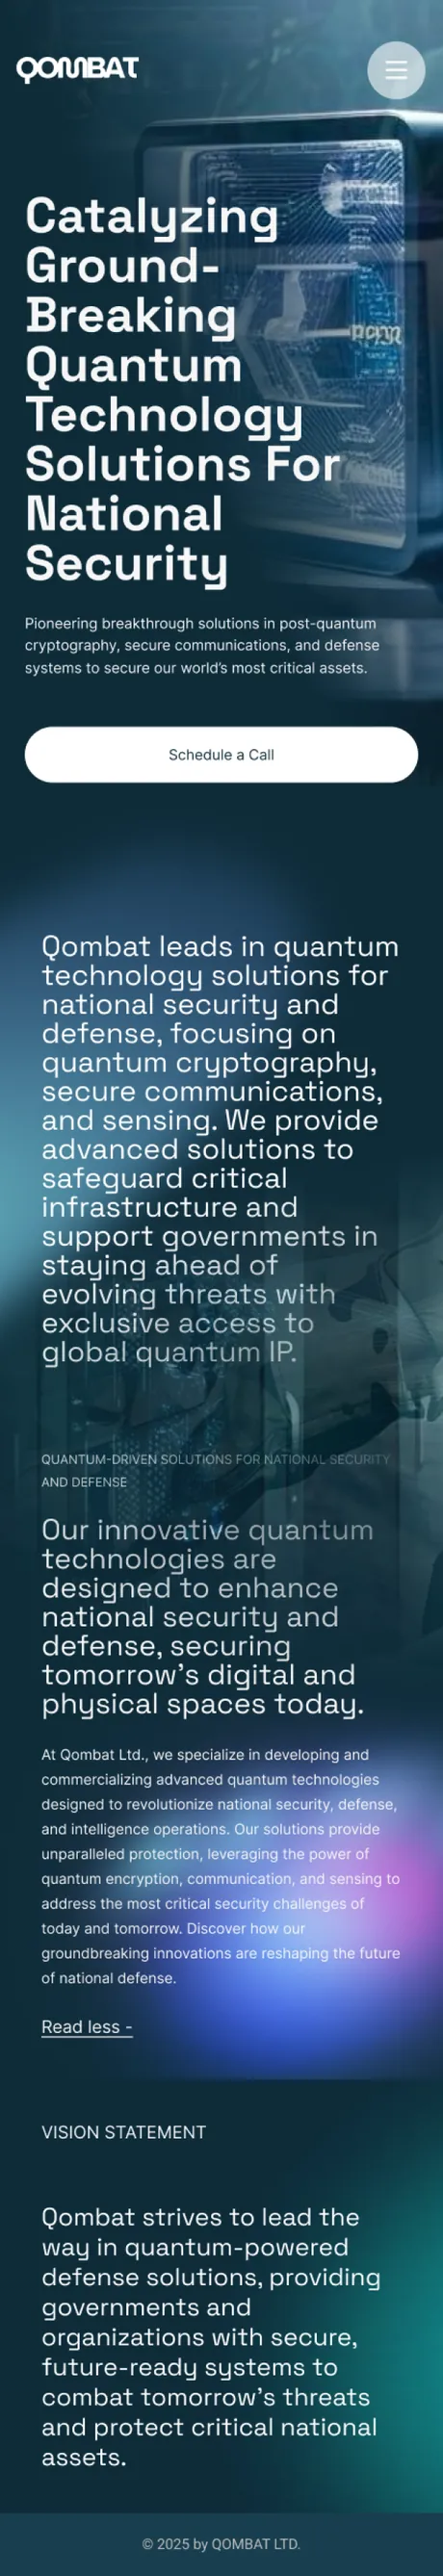 QOMBAT
Catalyzing
Ground-
Breaking
Quantum
Technology
Solutions For
National
Security
Pioneering breakthrough solutions in post-quantum
cryptography, secure communications, and defense
systems to secure our world's most critical assets.
Schedule a Call
Qombat leads in quantum
technology solutions for
national security and
defense, focusing on
quantum cryptography,
secure communications,
and sensing. We provide
advanced solutions to
safeguard critical
infrastructure and
support governments in
staying ahead of
evolving threats with
exclusive access to
global quantum IP.
QUANTUM-DRIVEN SOLUTIONS FOR NATIONAL SECURITY
AND DEFENSE
Our innovative quantum
technologies are
designed to enhance
national security and
defense, securing
tomorrow's digital and
physical spaces today.
At Qombat Ltd., we specialize in developing and
commercializing advanced quantum technologies
designed to revolutionize national security, defense,
and intelligence operations. Our solutions provide
unparalleled protection, leveraging the power of
quantum encryption, communication, and sensing to
address the most critical security challenges of
today and tomorrow. Discover how our
groundbreaking innovations are reshaping the future
of national defense.
Read less -
VISION STATEMENT
Qombat strives to lead the
way in quantum-powered
defense solutions, providing
governments and
organizations with secure,
future-ready systems to
combat tomorrow's threats
and protect critical national
assets.
© 2025 by QOMBAT LTD.